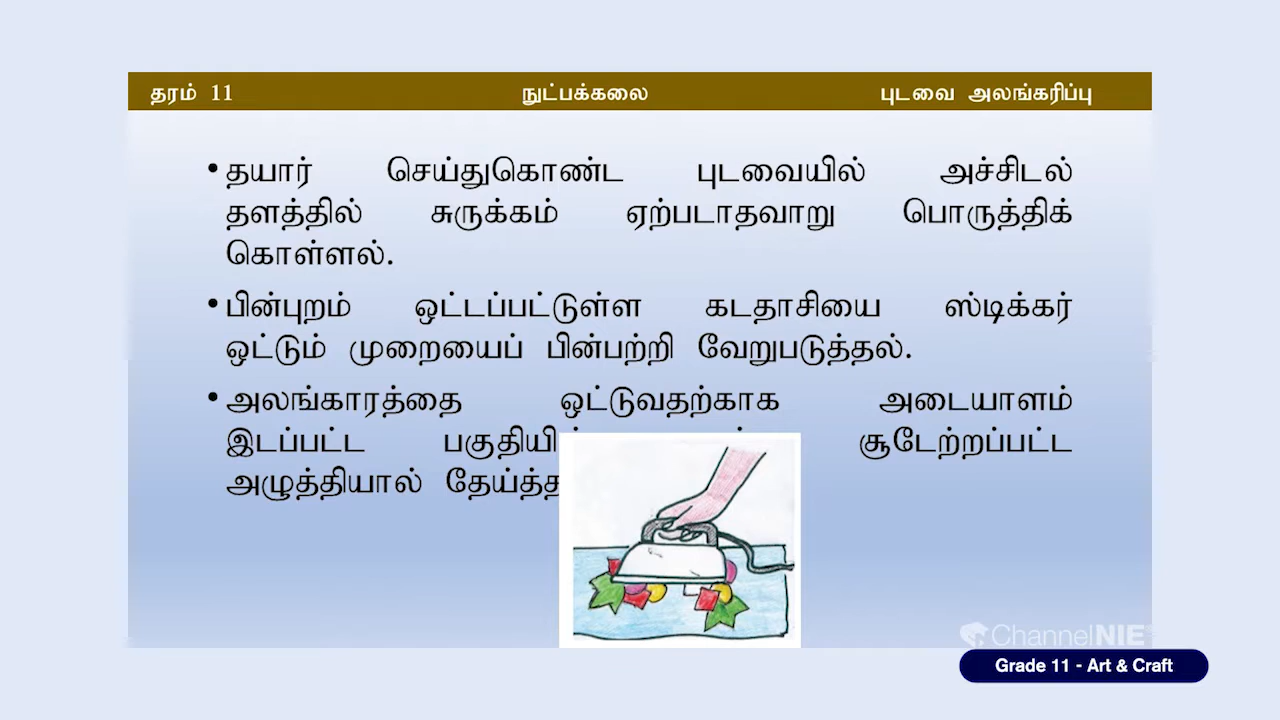 தரம் 11 நுட்பக்கலை புடவை அலங்கரிப்பு
• தயார் செய்துகொண்ட புடவையில் அச்சிடல்
தளத்தில் சுருக்கம் ஏற்படாதவாறு பொருத்திக்
கொள்ளல்.
• பின்புறம் ஒட்டப்பட்டுள்ள கடதாசியை ஸ்டிக்கர்
ஒட்டும் முறையைப் பின்பற்றி வேறுபடுத்தல்.
• அலங்காரத்தை ஒட்டுவதற்காக அடையாளம்
இடப்பட்ட சூடேற்றப்பட்ட
அழுத்தியால்
ChannelNIE
Grade 11 - Art & Craft